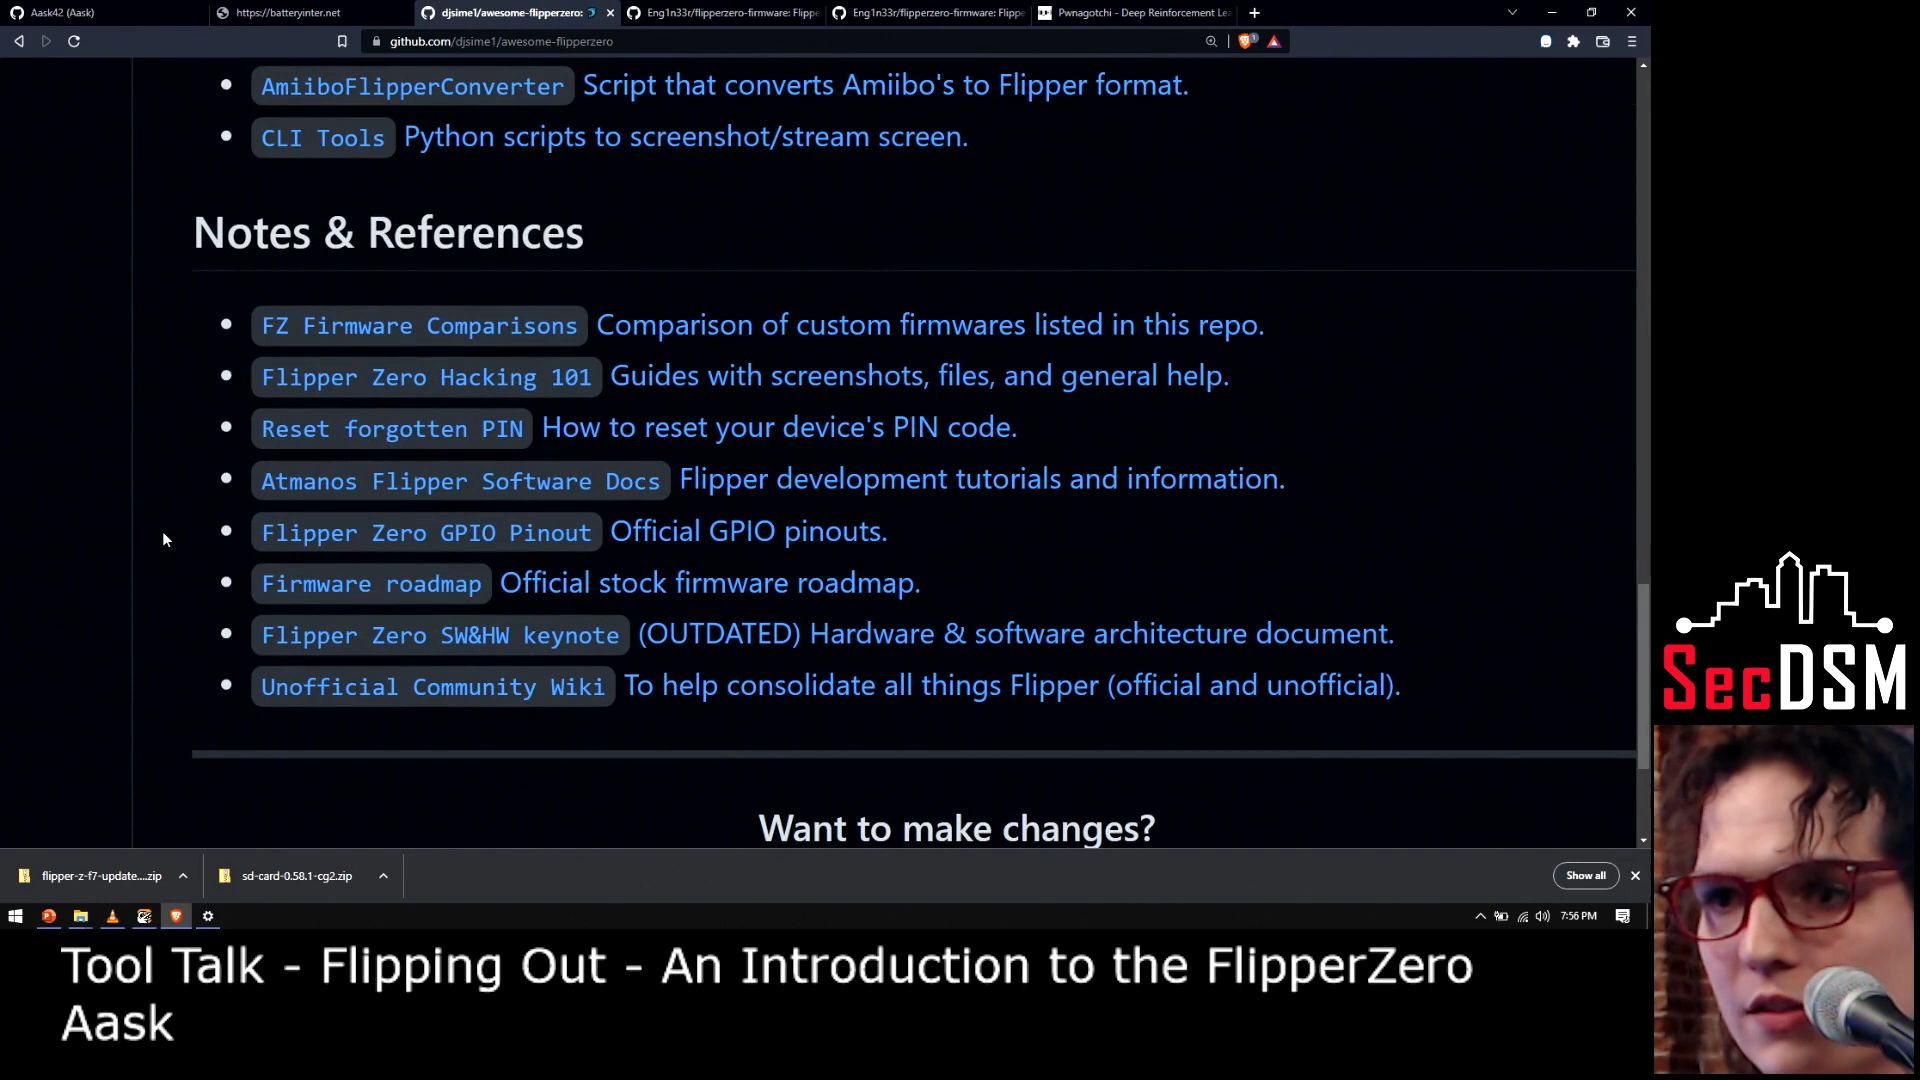 Aask42 (Aask)
https://batteryinter.net
djsime1/awesome-flipperzero:
Eng1n33r/flipperzero-firmware: Flippe
Eng1n33r/flipperzero-firmware: Flippe
Pwnagotchi - Deep Reinforcement Lea
github.com/djsime1/awesome-flipperzero
1
AmiiboFlipperConverter Script that converts Amiibo's to Flipper format.
CLI Tools Python scripts to screenshot/stream screen.
Notes & References
FZ Firmware Comparisons Comparison of custom firmwares listed in this repo.
Flipper Zero Hacking 101 Guides with screenshots, files, and general help.
Reset forgotten PIN How to reset your device's PIN code.
Atmanos Flipper Software Docs Flipper development tutorials and information.
Flipper Zero GPIO Pinout Official GPIO pinouts.
Firmware roadmap Official stock firmware roadmap.
Flipper Zero SW&HW keynote (OUTDATED) Hardware & software architecture document.
Unofficial Community Wiki To help consolidate all things Flipper (official and unofficial).
Want to make changes?
flipper-z-f7-update....zip
sd-card-0.58.1-cg2.zip
Show all
7:56 PM
SecDSM
Tool Talk - Flipping Out - An Introduction to the FlipperZero
Aask